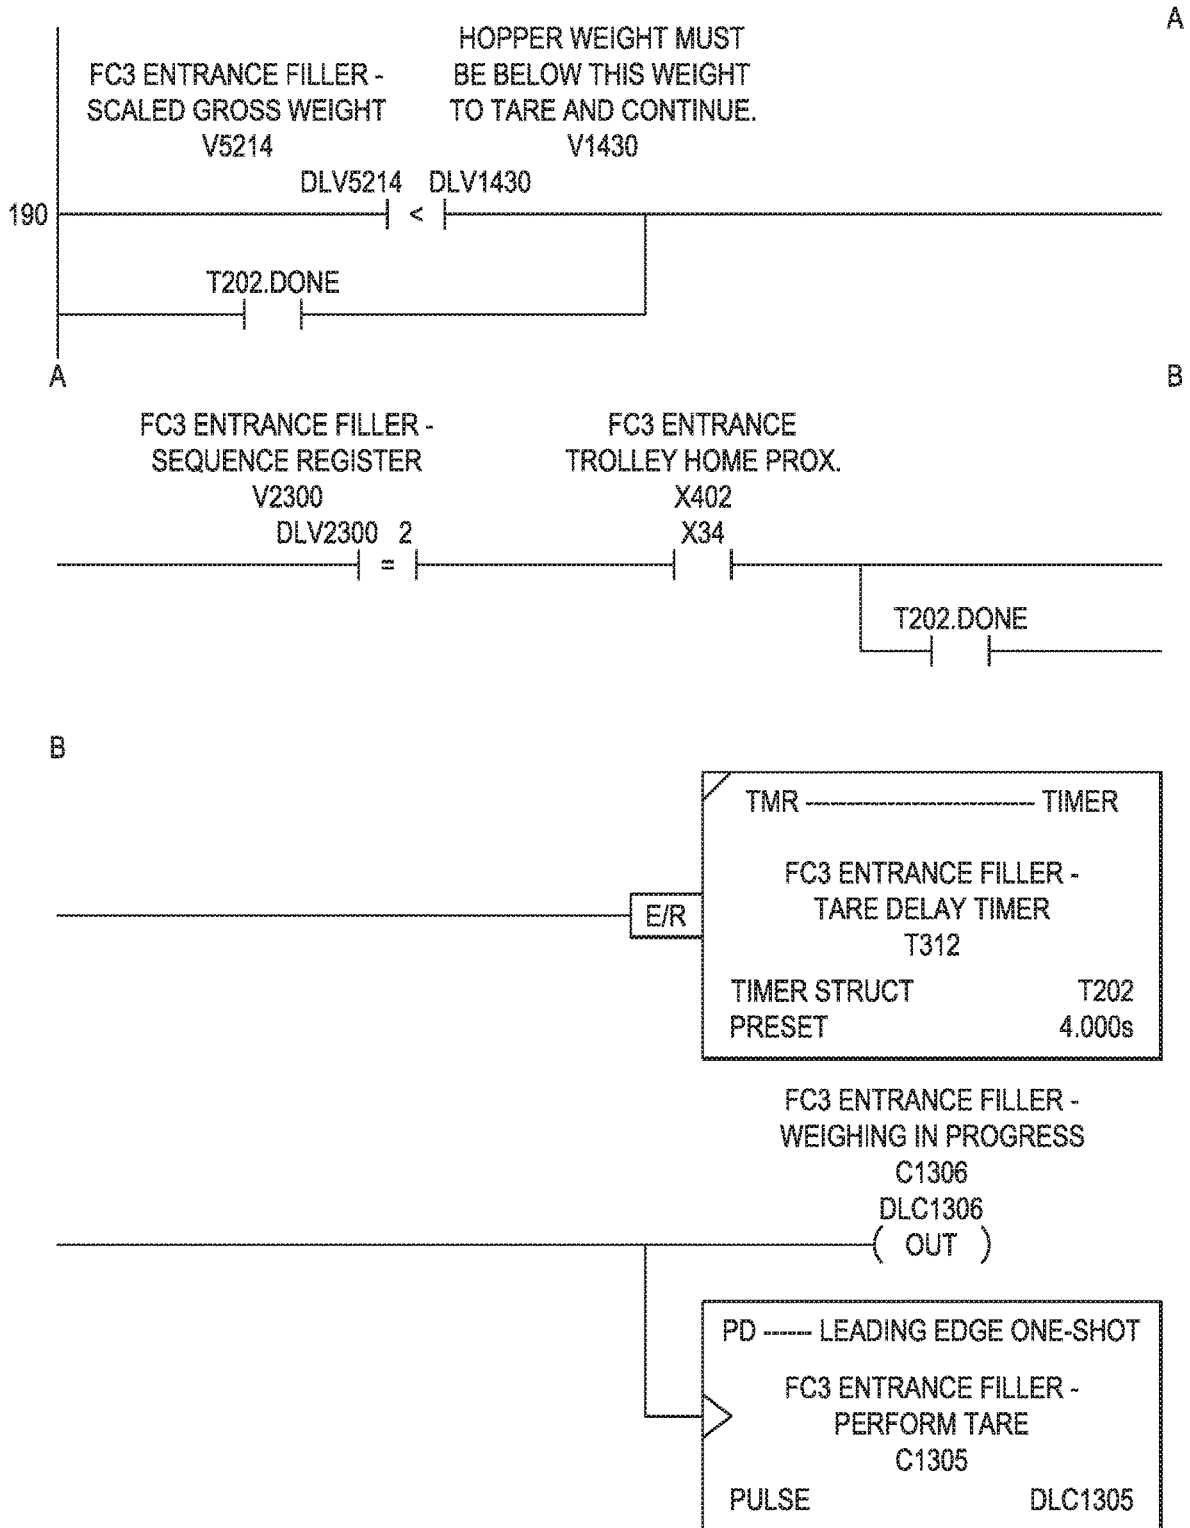 A
HOPPER WEIGHT MUST
BE BELOW THIS WEIGHT
TO TARE AND CONTINUE.
V1430
FC3 ENTRANCE FILLER -
SCALED GROSS WEIGHT
V5214
DLV5214 DLV1430
190
<
T202.DONE
A
B
FC3 ENTRANCE FILLER -
SEQUENCE REGISTER
V2300
DLV2300 2
=
FC3 ENTRANCE
TROLLEY HOME PROX.
X402
X34
T202.DONE
B
TMR ---------------------- TIMER
FC3 ENTRANCE FILLER -
TARE DELAY TIMER
T312
E/R
TIMER STRUCT T202
PRESET 4.000s
FC3 ENTRANCE FILLER -
WEIGHING IN PROGRESS
C1306
DLC1306
( OUT )
PD ------ LEADING EDGE ONE-SHOT
FC3 ENTRANCE FILLER -
PERFORM TARE
C1305
PULSE DLC1305